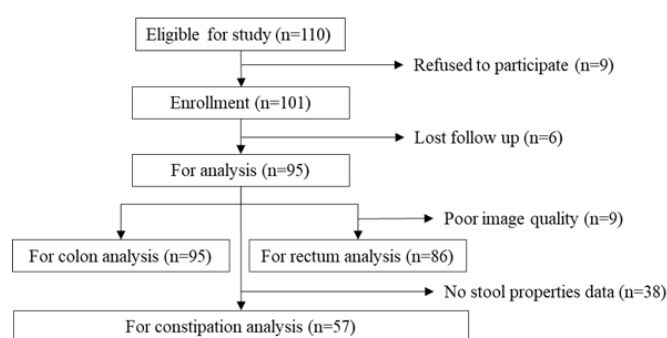 Eligible for study (n=110)
Refused to participate (n=9)
Enrollment (n=101)
Lost follow up (n=6)
For analysis (n=95)
Poor image quality (n=9)
For colon analysis (n=95)
For rectum analysis (n=86)
No stool properties data (n=38)
For constipation analysis (n=57)